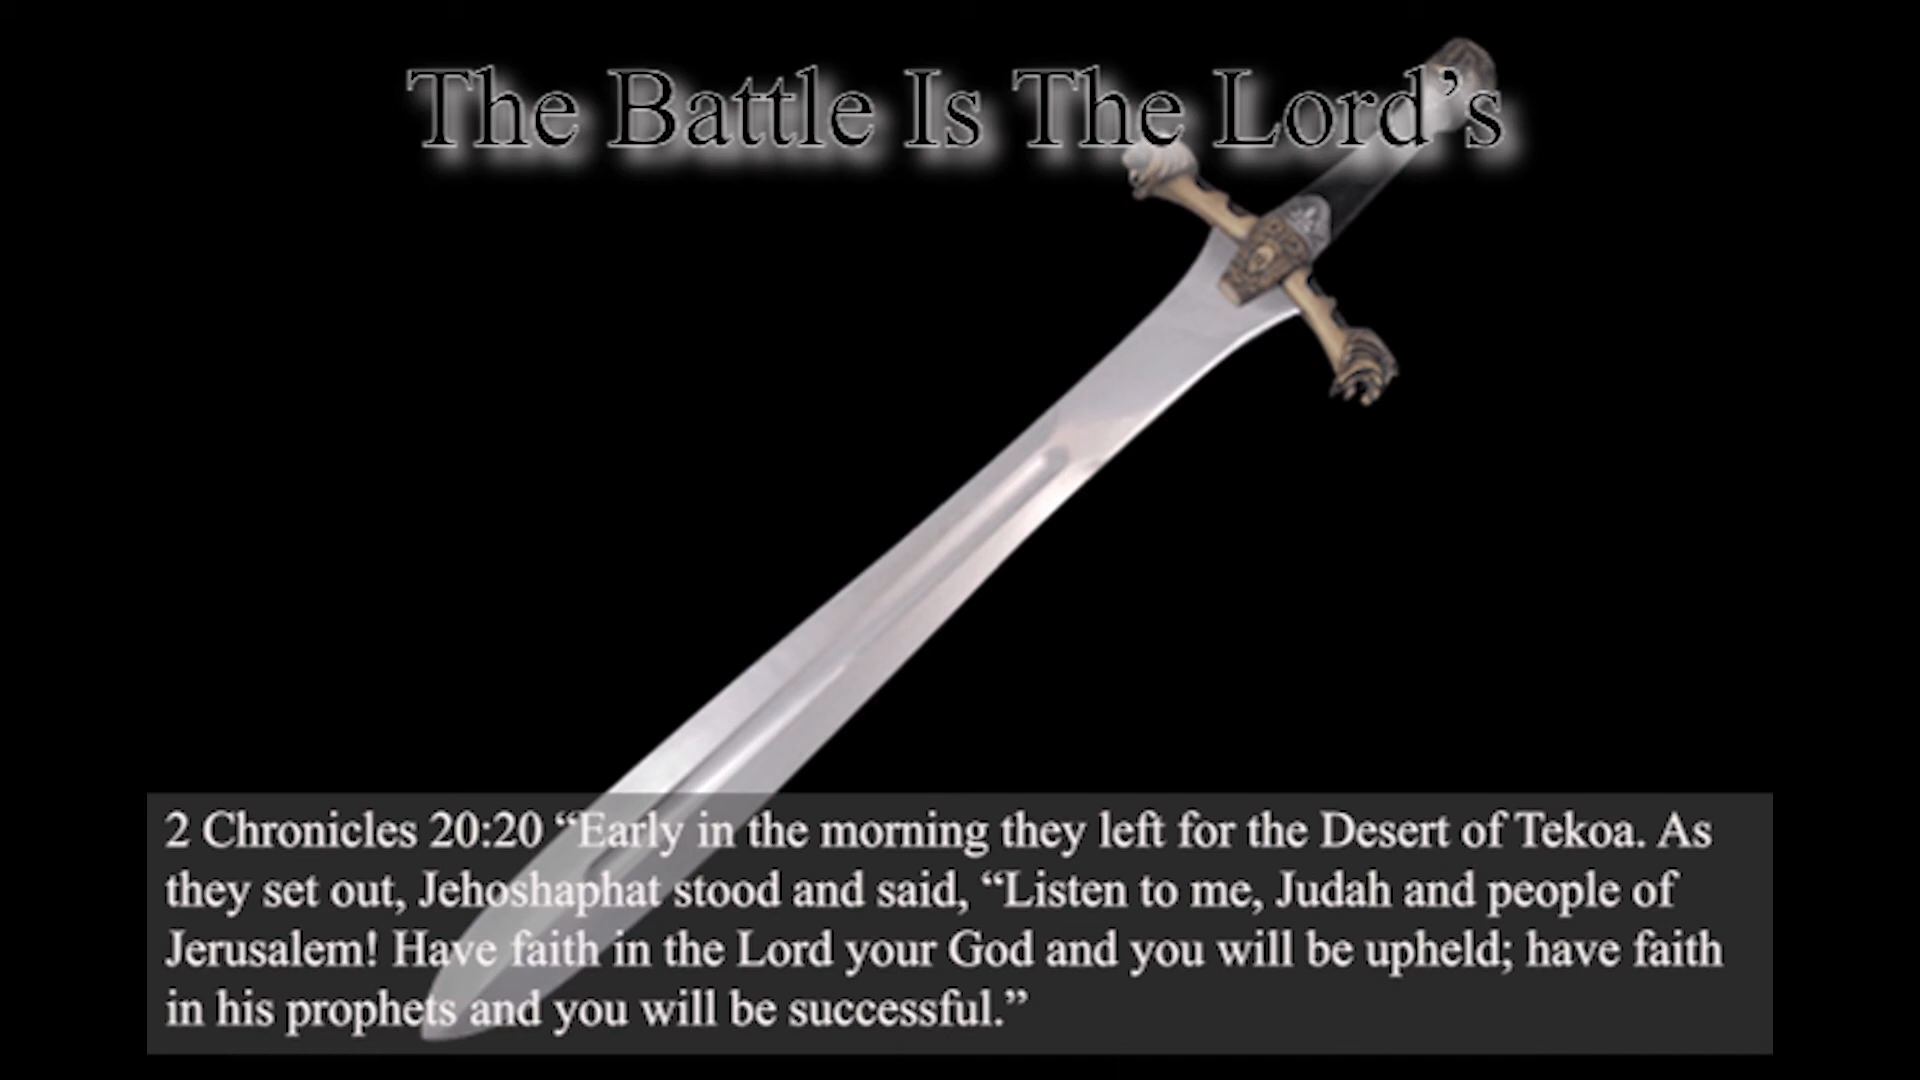 The Battle Is The Lord’s
2 Chronicles 20:20 “Early in the morning they left for the Desert of Tekoa. As
they set out, Jehoshaphat stood and said, “Listen to me, Judah and people of
Jerusalem! Have faith in the Lord your God and you will be upheld; have faith
in his prophets and you will be successful.”